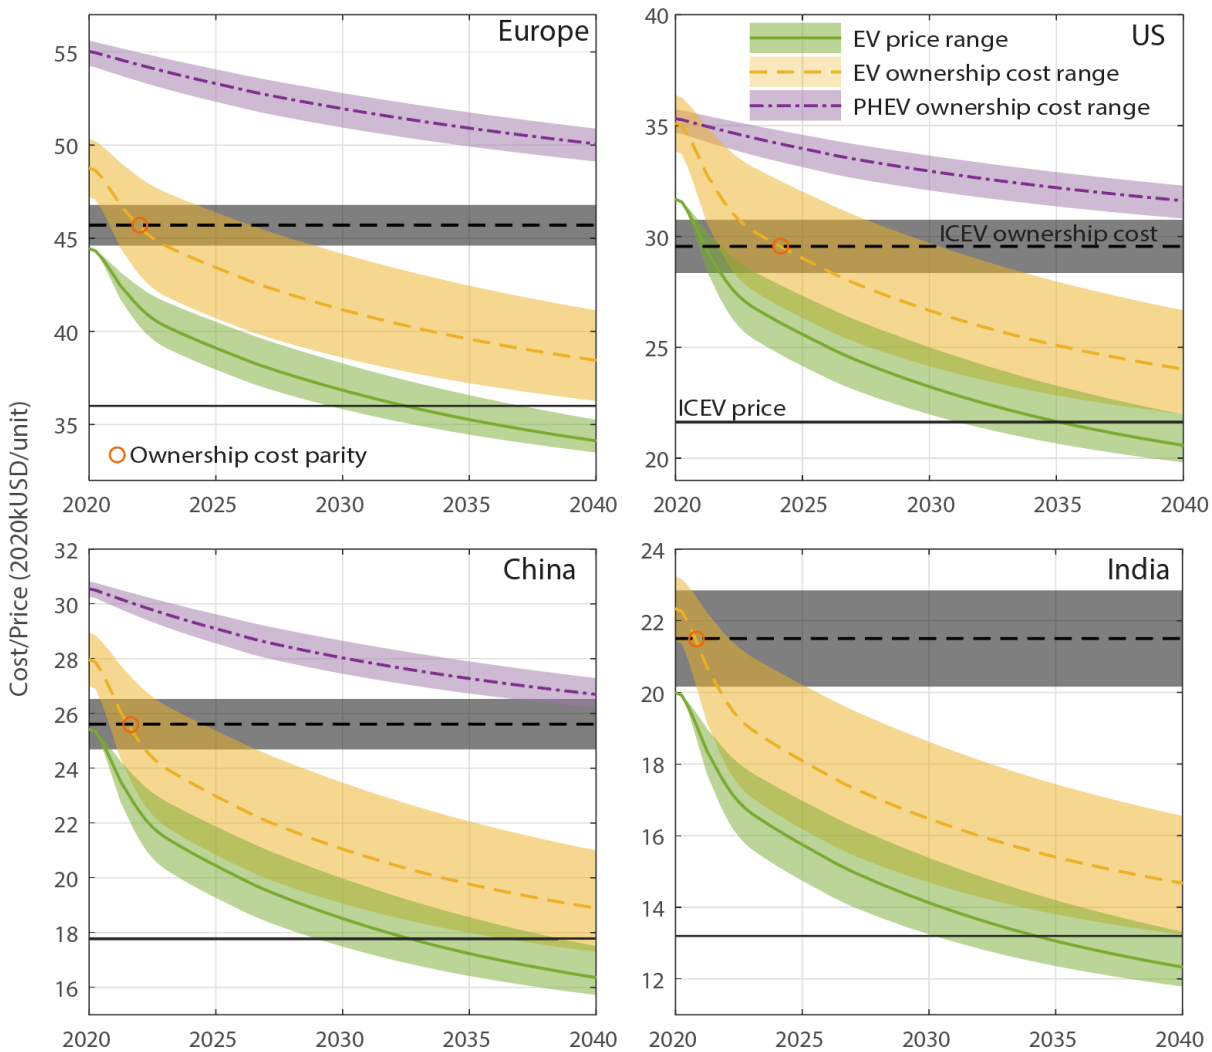 Cost/Price (2020kUSD/unit)
Europe
55
50
45
40
35
Ownership cost parity
2020 2025 2030 2035 2040
US
EV price range
EV ownership cost range
PHEV ownership cost range
40
35
30
25
20
ICEV ownership cost
ICEV price
2020 2025 2030 2035 2040
China
32
30
28
26
24
22
20
18
16
2020 2025 2030 2035 2040
India
24
22
20
18
16
14
12
2020 2025 2030 2035 2040